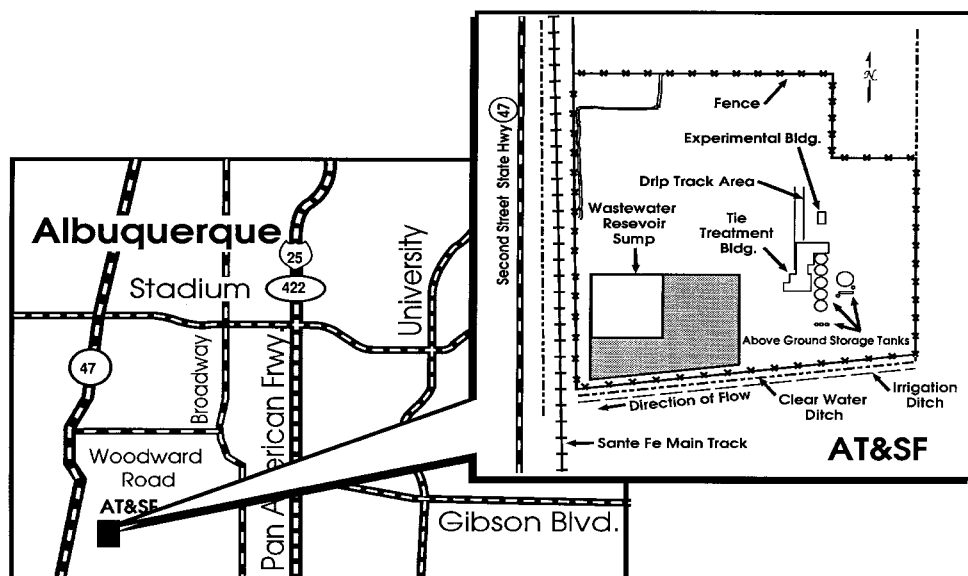 Albuquerque
25
422
Stadium
University
Broadway
Pan American Frwy
47
Woodward
Road
AT&SF
Gibson Blvd.
Second Street State Hwy 47
N
Fence
Experimental Bldg.
Drip Track Area
Wastewater
Resevoir
Sump
Tie
Treatment
Bldg.
Above Ground Storage Tanks
Direction of Flow
Clear Water
Ditch
Irrigation
Ditch
Sante Fe Main Track
AT&SF